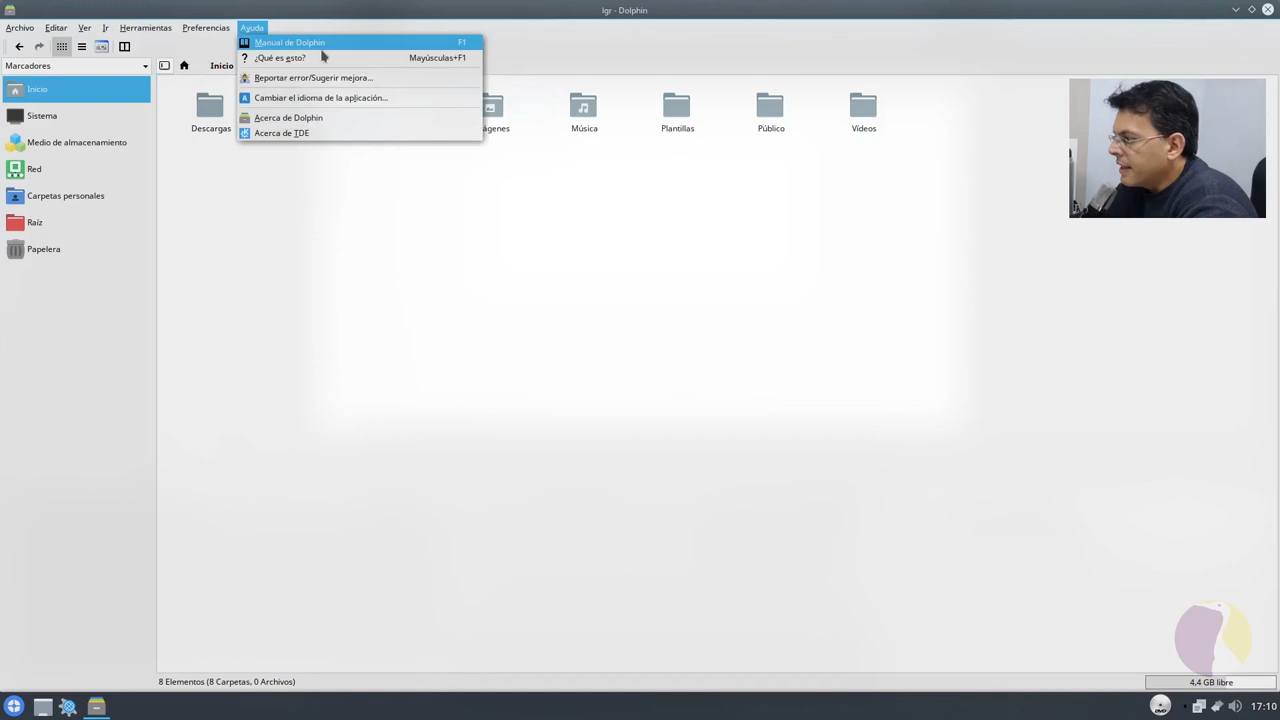 lgr - Dolphin
Archivo Editar Ver Ir Herramientas Preferencias Ayuda
Manual de Dolphin F1
¿Qué es esto? Mayúsculas+F1
Reportar error/Sugerir mejora...
Cambiar el idioma de la aplicación...
Acerca de Dolphin
Acerca de TDE
Marcadores
Inicio
Inicio
Sistema
Medio de almacenamiento
Red
Carpetas personales
Raíz
Papelera
Descargas
Música
Plantillas
Público
Vídeos
8 Elementos (8 Carpetas, 0 Archivos)
4,4 GB libre
17:10